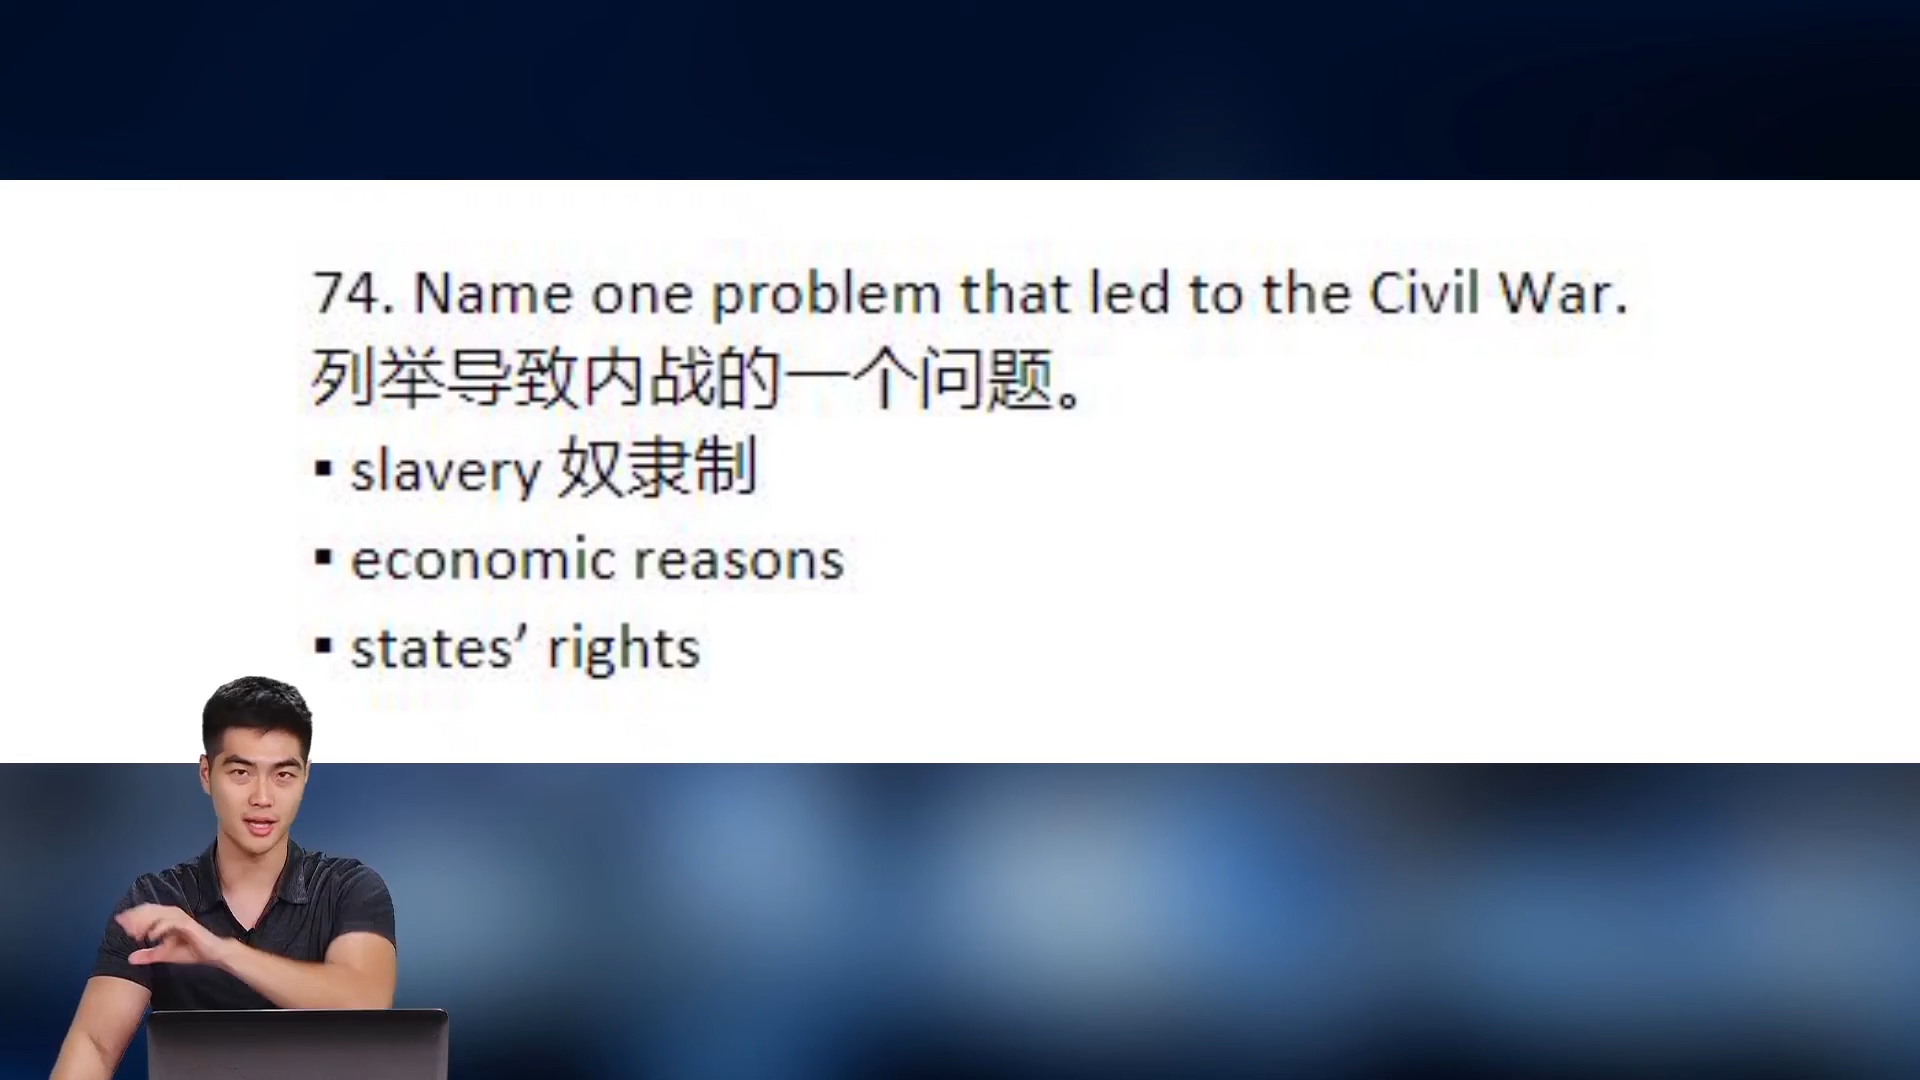 74. Name one problem that led to the Civil War.
列举导致内战的一个问题。
▪ slavery 奴隶制
▪ economic reasons
▪ states’ rights